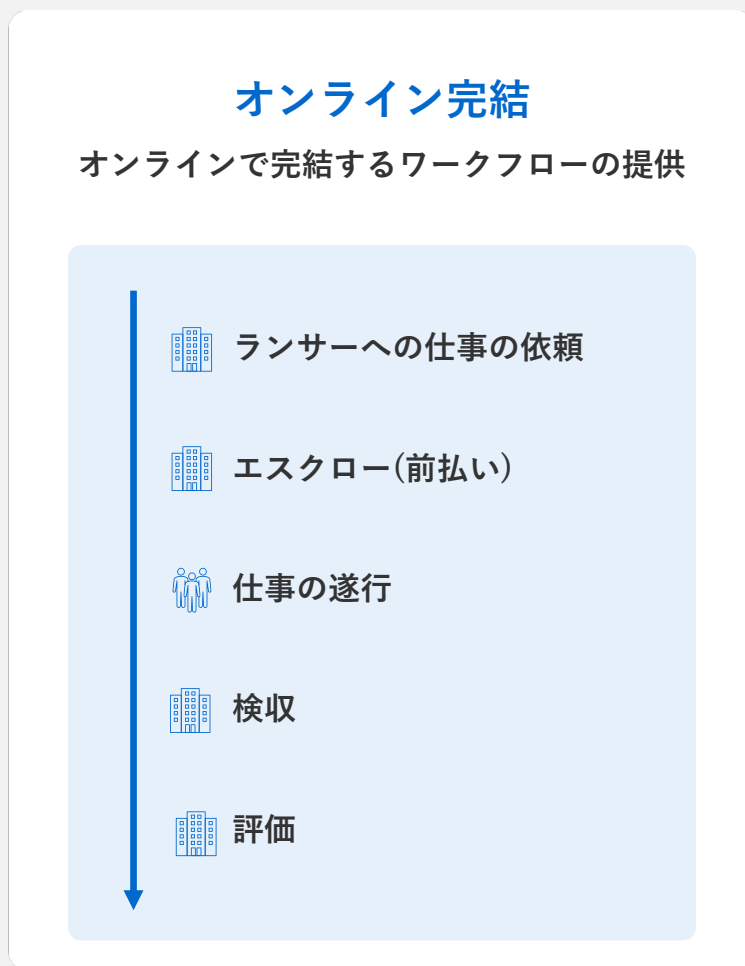 オンライン完結
オンラインで完結するワークフローの提供
ランサーへの仕事の依頼
エスクロー(前払い)
仕事の遂行
検収
評価